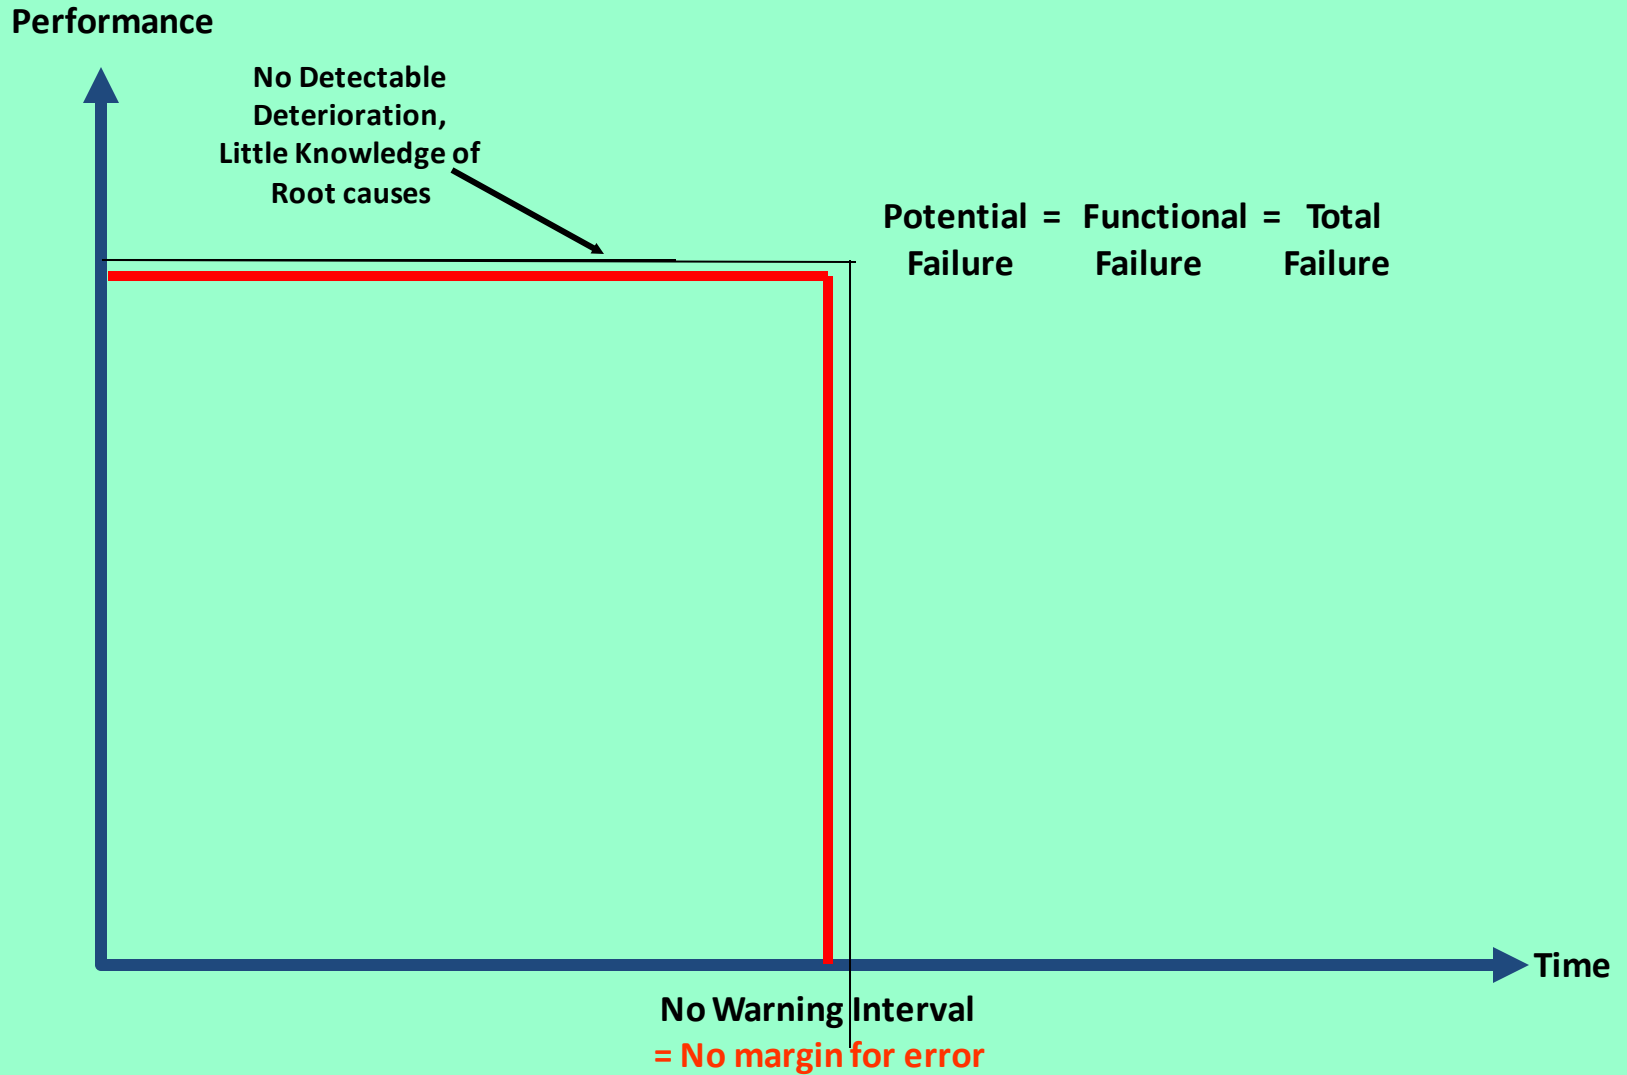 Performance
No Detectable
Deterioration,
Little Knowledge of
Root causes
Potential = Functional = Total
Failure Failure Failure
Time
No Warning Interval
= No margin for error